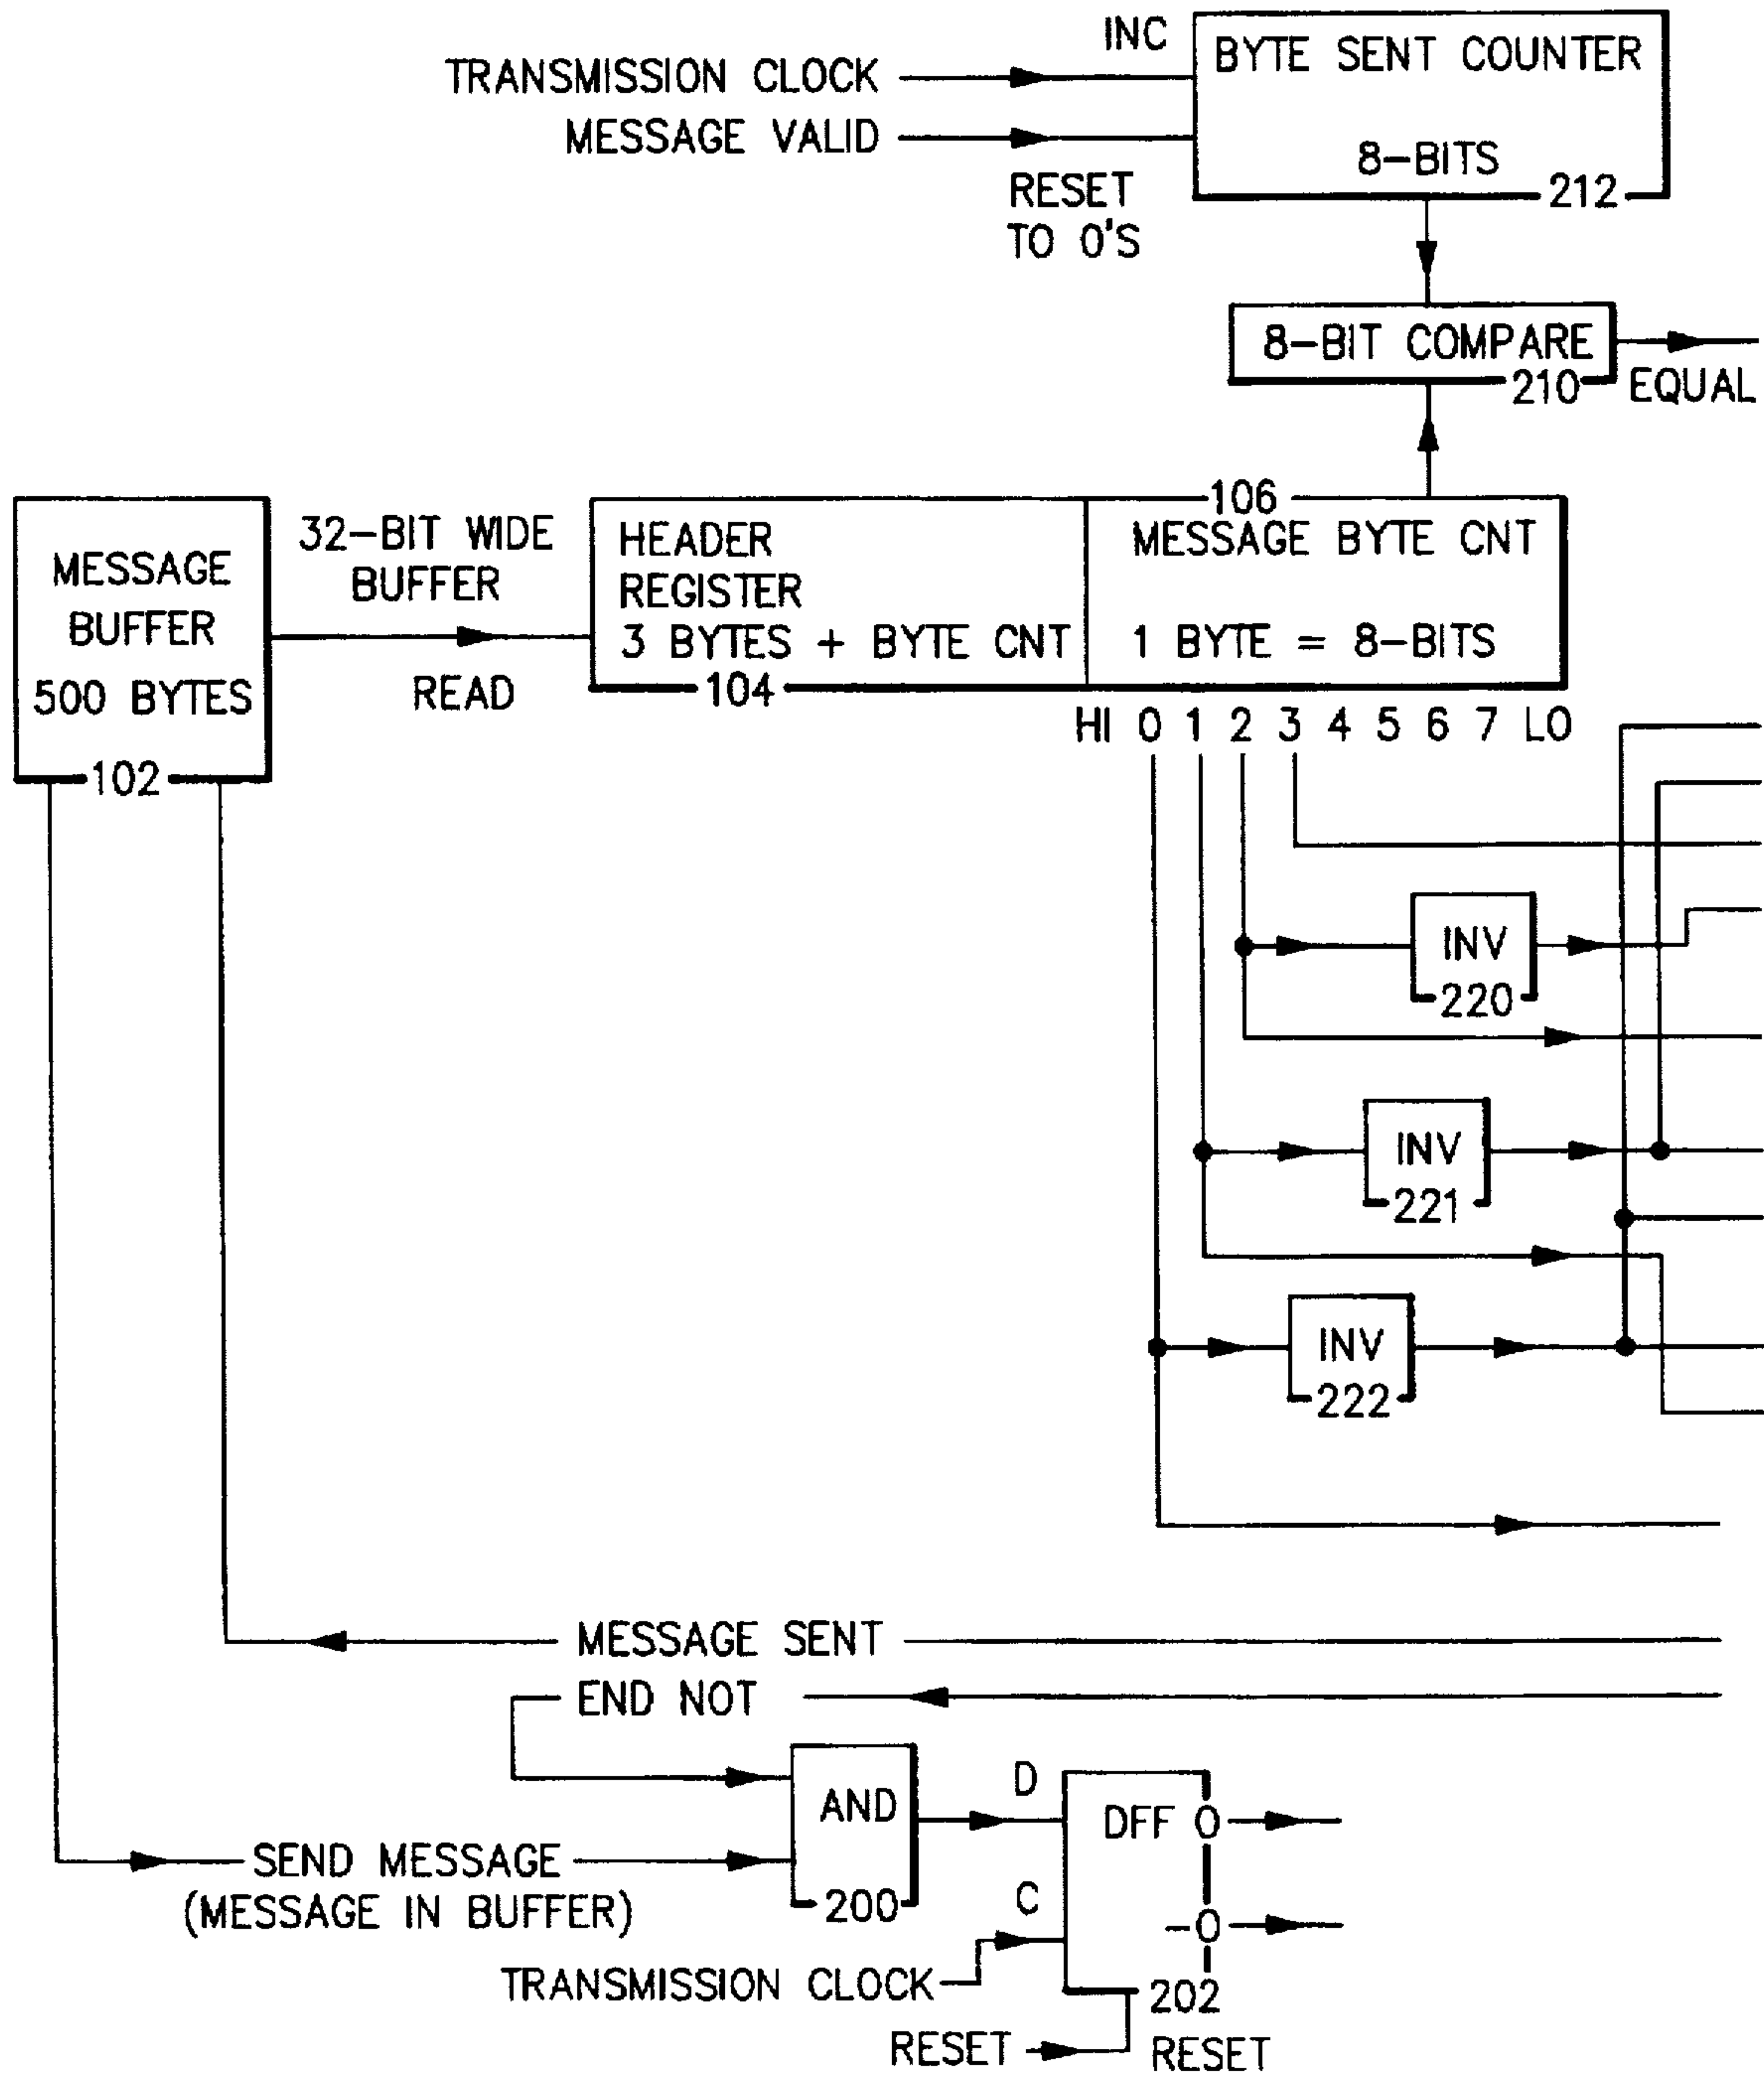 INC
BYTE SENT COUNTER
TRANSMISSION CLOCK
MESSAGE VALID
8-BITS
RESET
TO 0'S
212
8-BIT COMPARE
210
EQUAL
106
MESSAGE
BUFFER
500 BYTES
102
32-BIT WIDE
BUFFER
READ
HEADER
REGISTER
3 BYTES + BYTE CNT
104
MESSAGE BYTE CNT
1 BYTE = 8-BITS
HI 0 1 2 3 4 5 6 7 LO
INV
220
INV
221
INV
222
MESSAGE SENT
END NOT
AND
200
SEND MESSAGE
(MESSAGE IN BUFFER)
D
DFF 0
C
-0
TRANSMISSION CLOCK
202
RESET
RESET